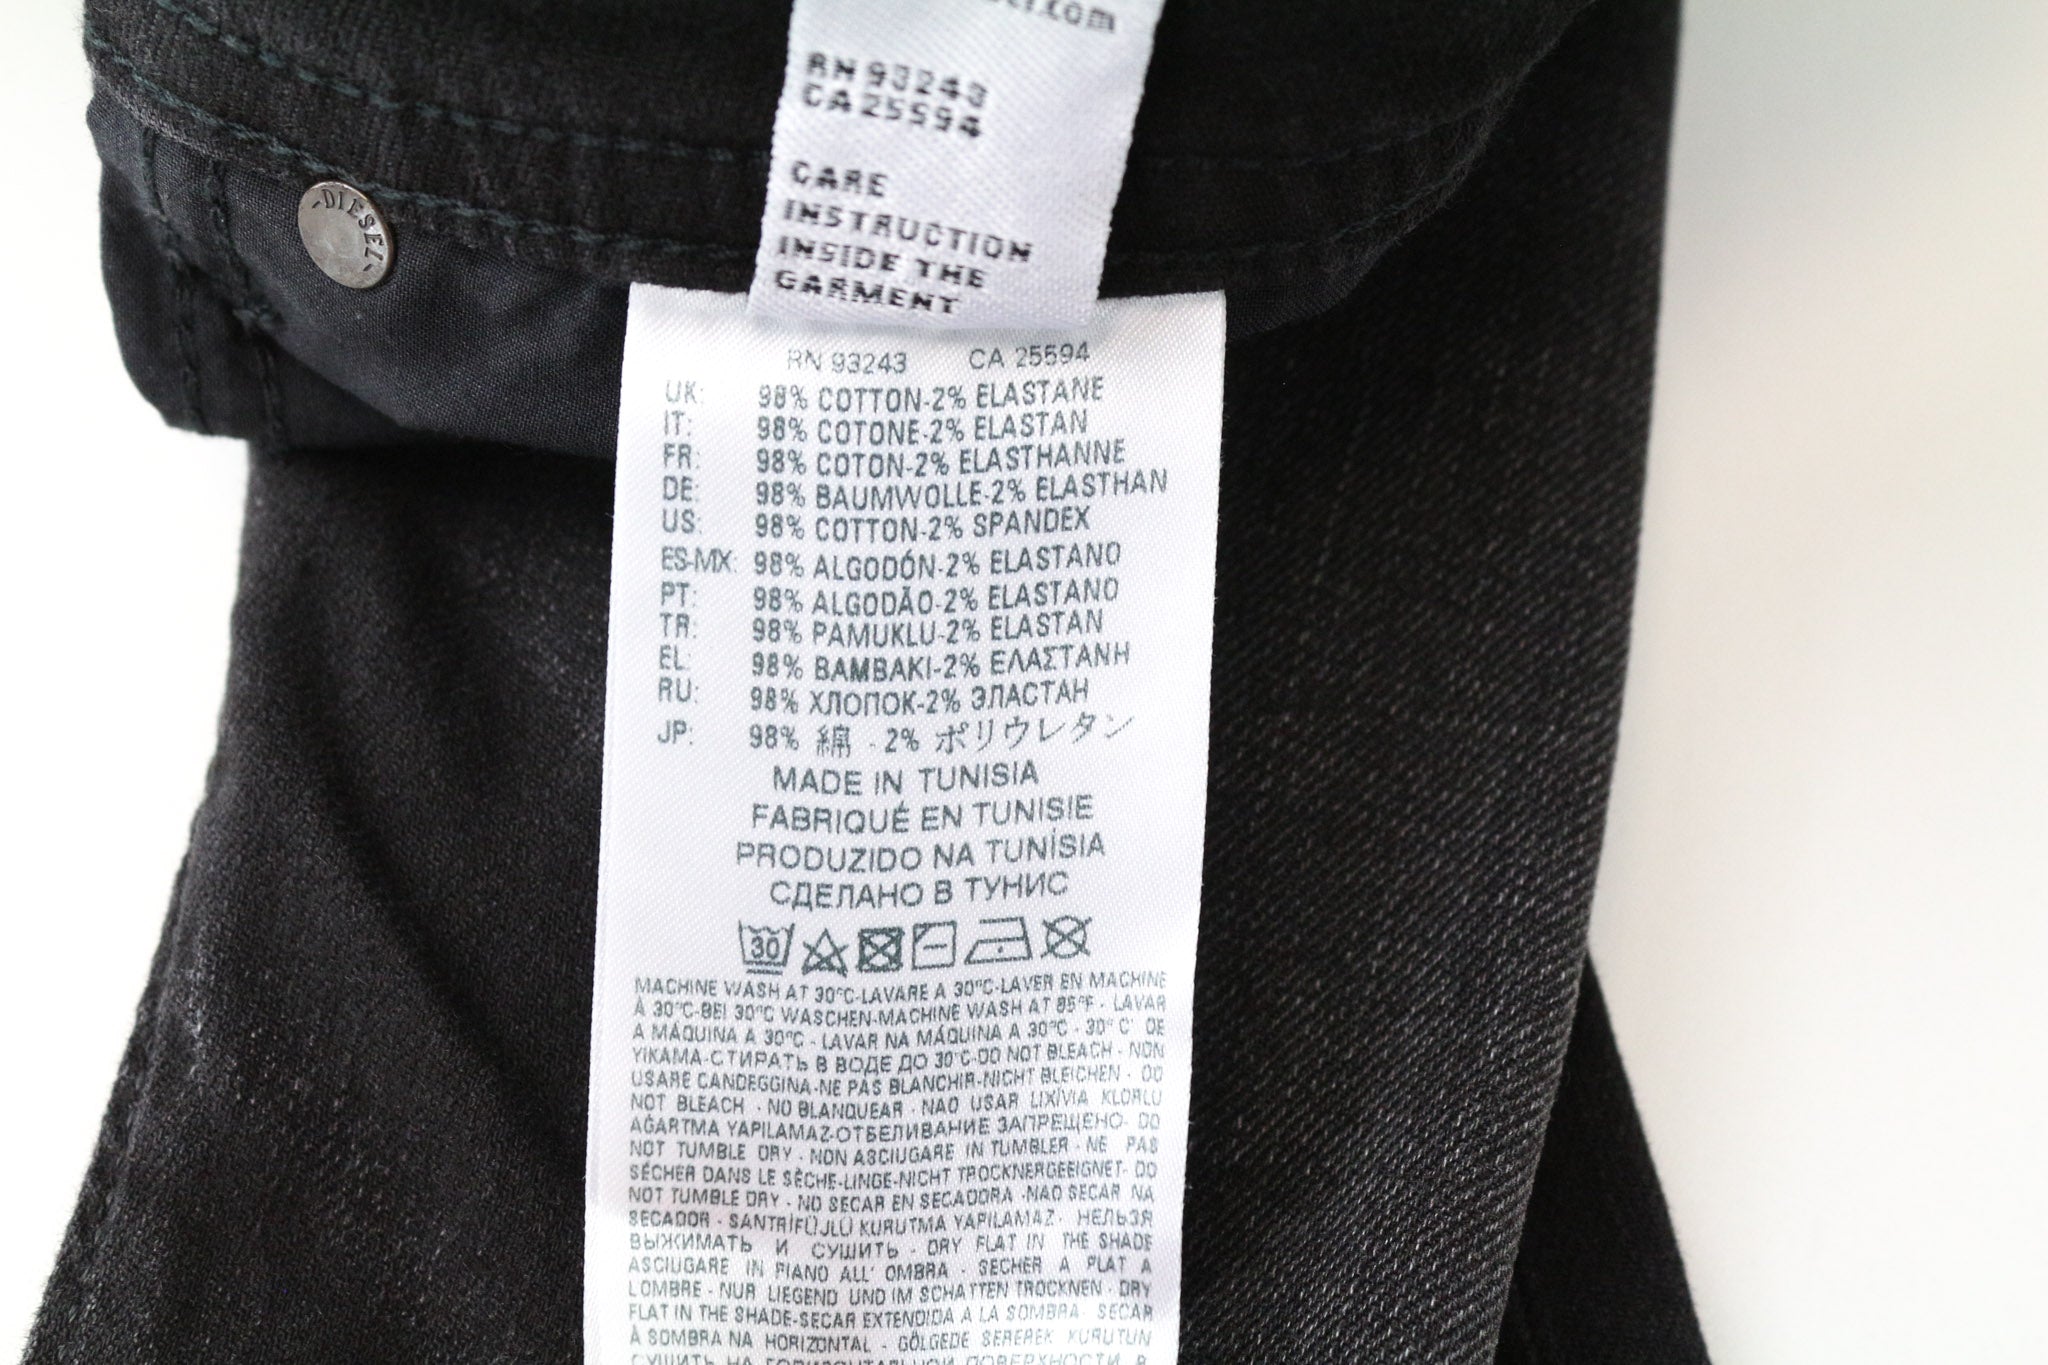 RN 93243
CA 25594
CARE
INSTRUCTION
INSIDE THE
GARMENT
-DIESEL-
RN 93243 CA 25594
UK: 98% COTTON-2% ELASTANE
IT: 98% COTONE-2% ELASTAN
FR: 98% COTON-2% ELASTHANNE
DE: 98% BAUMWOLLE-2% ELASTHAN
US: 98% COTTON-2% SPANDEX
ES-MX: 98% ALGODÓN-2% ELASTANO
PT: 98% ALGODÃO-2% ELASTANO
TR: 98% PAMUKLU-2% ELASTAN
EL: 98% ΒΑΜΒΑΚΙ-2% ΕΛΑΣΤΑΝΗ
RU: 98% ХЛОПОК-2% ЭЛАСТАН
JP: 98% 綿 - 2% ポリウレタン
MADE IN TUNISIA
FABRIQUÉ EN TUNISIE
PRODUZIDO NA TUNÍSIA
СДЕЛАНО В ТУНИС
30
MACHINE WASH AT 30°C-LAVARE A 30°C-LAVER EN MACHINE
À 30°C-BEI 30°C WASCHEN-MACHINE WASH AT 85°F - LAVAR
A MÁQUINA A 30°C - LAVAR NA MÁQUINA A 30°C - 30° C' DE
YIKAMA-СТИРАТЬ В ВОДЕ ДО 30°C-DO NOT BLEACH - NON
USARE CANDEGGINA-NE PAS BLANCHIR-NICHT BLEICHEN - DO
NOT BLEACH - NO BLANQUEAR - NAO USAR LIXÍVIA KLORLU
AĞARTMA YAPILAMAZ-ОТБЕЛИВАНИЕ ЗАПРЕЩЕНО- DO
NOT TUMBLE DRY - NON ASCIUGARE IN TUMBLER - NE PAS
SÉCHER DANS LE SÈCHE-LINGE-NICHT TROCKNERGEEIGNET- DO
NOT TUMBLE DRY - NO SECAR EN SECADORA -NAO SECAR NA
SECADOR - SANTRİFÜJLÜ KURUTMA YAPILAMAZ - НЕЛЬЗЯ
ВЫЖИМАТЬ И СУШИТЬ - DRY FLAT IN THE SHADE
ASCIUGARE IN PIANO ALL' OMBRA - SECHER A PLAT A
L'OMBRE - NUR LIEGEND UND IM SCHATTEN TROCKNEN - DRY
FLAT IN THE SHADE-SECAR EXTENDIDA A LA SOMBRA - SECAR
À SOMBRA NA HORIZONTAL - GÖLGEDE SEREREK KURUTUN
СУШИТЬ НА ГОРИЗОНТАЛЬНОЙ ПОВЕРХНОСТИ В